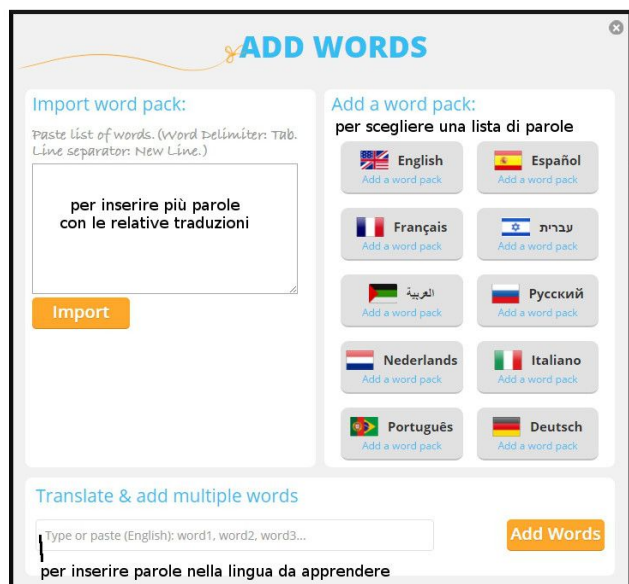 ADD WORDS
Import word pack:
Paste list of words. (Word Delimiter: Tab.
Line separator: New Line.)
per inserire più parole
con le relative traduzioni
Import
Add a word pack:
per scegliere una lista di parole
English
Add a word pack
Español
Add a word pack
Français
Add a word pack
עברית
Add a word pack
العربية
Add a word pack
Русский
Add a word pack
Nederlands
Add a word pack
Italiano
Add a word pack
Português
Add a word pack
Deutsch
Add a word pack
Translate & add multiple words
Type or paste (English): word1, word2, word3...
Add Words
per inserire parole nella lingua da apprendere